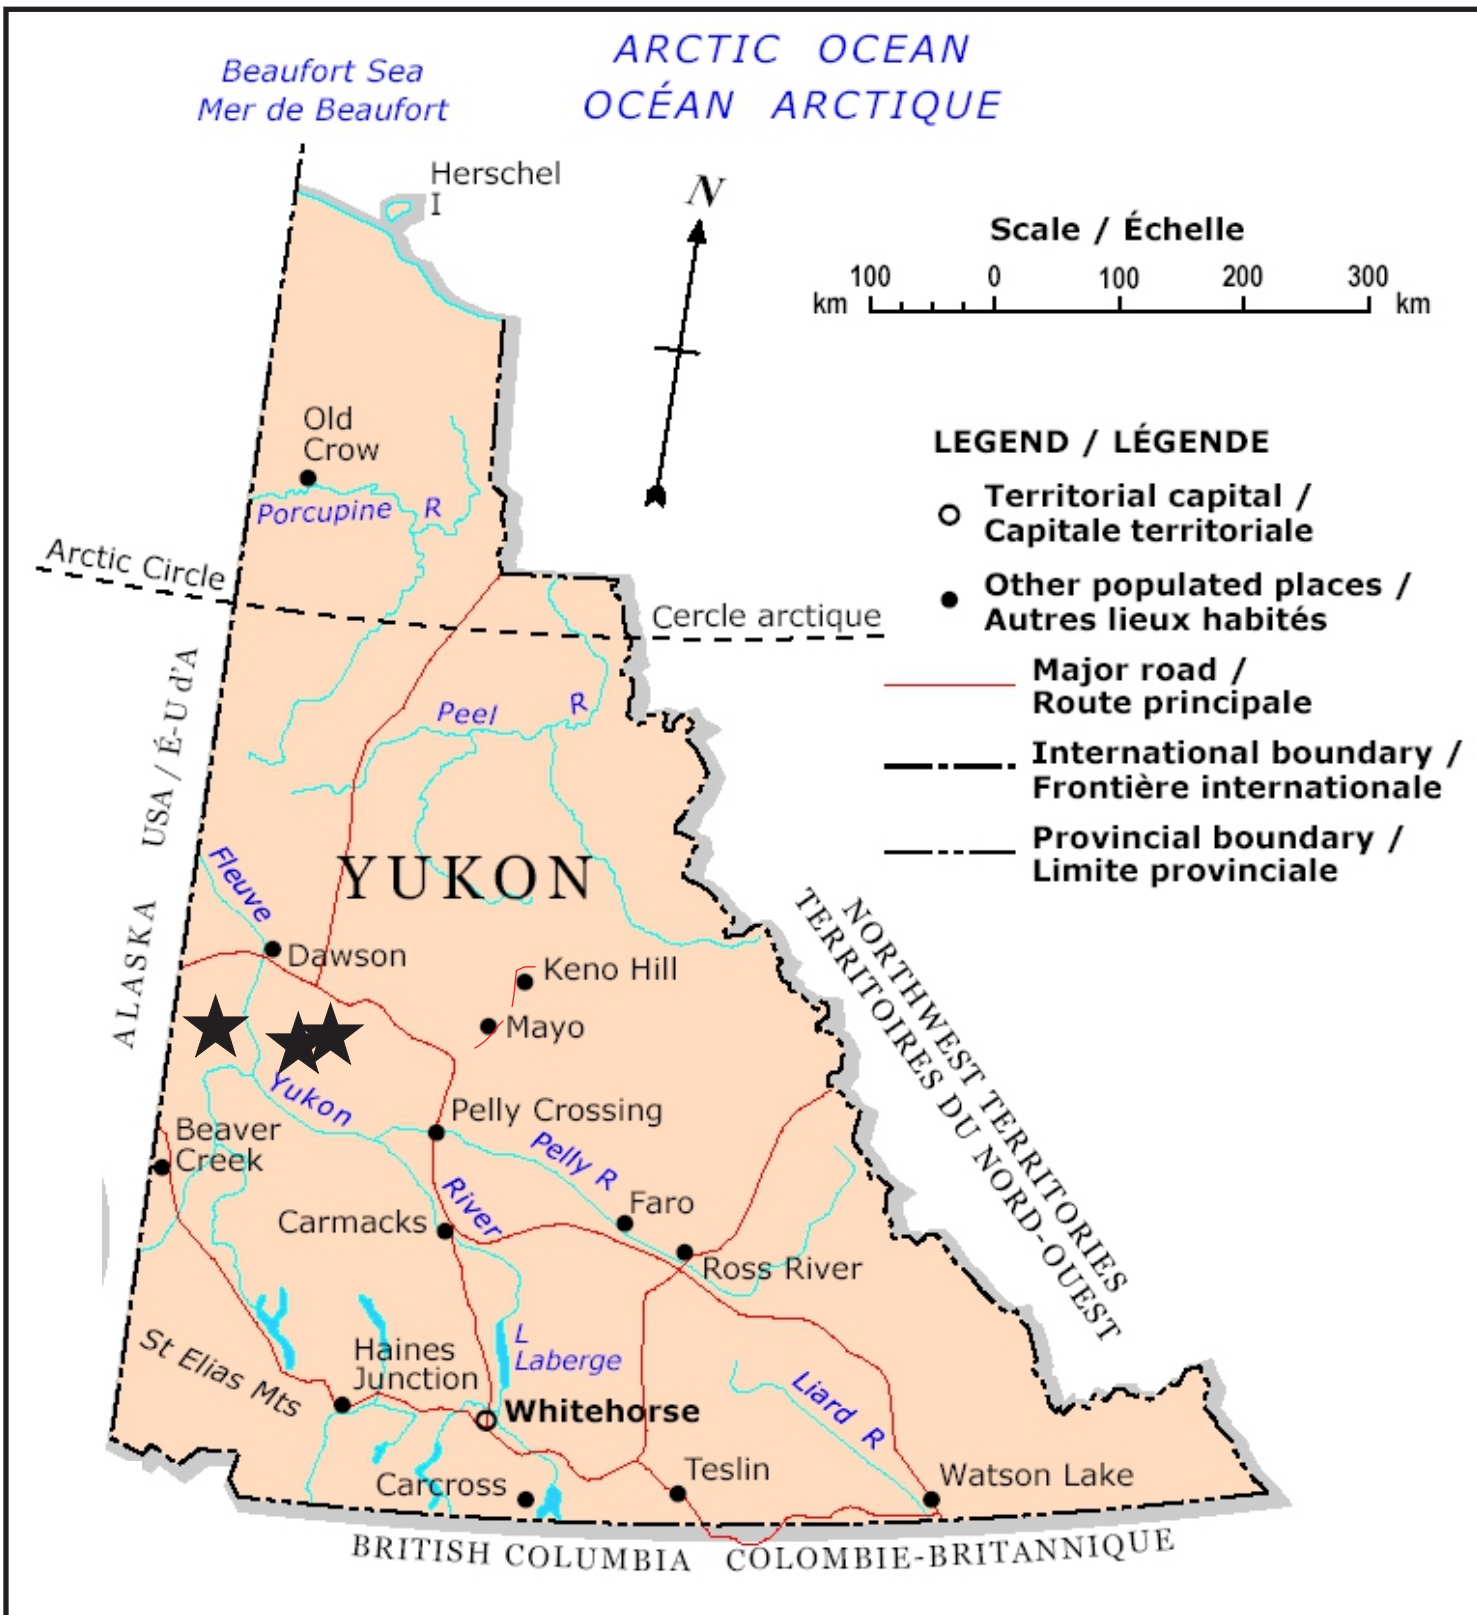 ARCTIC OCEAN
OCÉAN ARCTIQUE
Beaufort Sea
Mer de Beaufort
Herschel
I
N
Scale / Échelle
100 0 100 200 300
km km
Old
Crow
Porcupine R
Arctic Circle
Cercle arctique
LEGEND / LÉGENDE
Territorial capital /
Capitale territoriale
Other populated places /
Autres lieux habités
Major road /
Route principale
International boundary /
Frontière internationale
Provincial boundary /
Limite provinciale
ALASKA USA / É-U d'A
Peel R
YUKON
Fleuve
Dawson
Keno Hill
Mayo
NORTHWEST TERRITORIES
TERRITOIRES DU NORD-OUEST
Yukon
River
Pelly Crossing
Beaver
Creek
Pelly R
Carmacks
Faro
Ross River
St Elias Mts
Haines
Junction
L
Laberge
Whitehorse
Liard R
Carcross
Teslin
Watson Lake
BRITISH COLUMBIA COLOMBIE-BRITANNIQUE